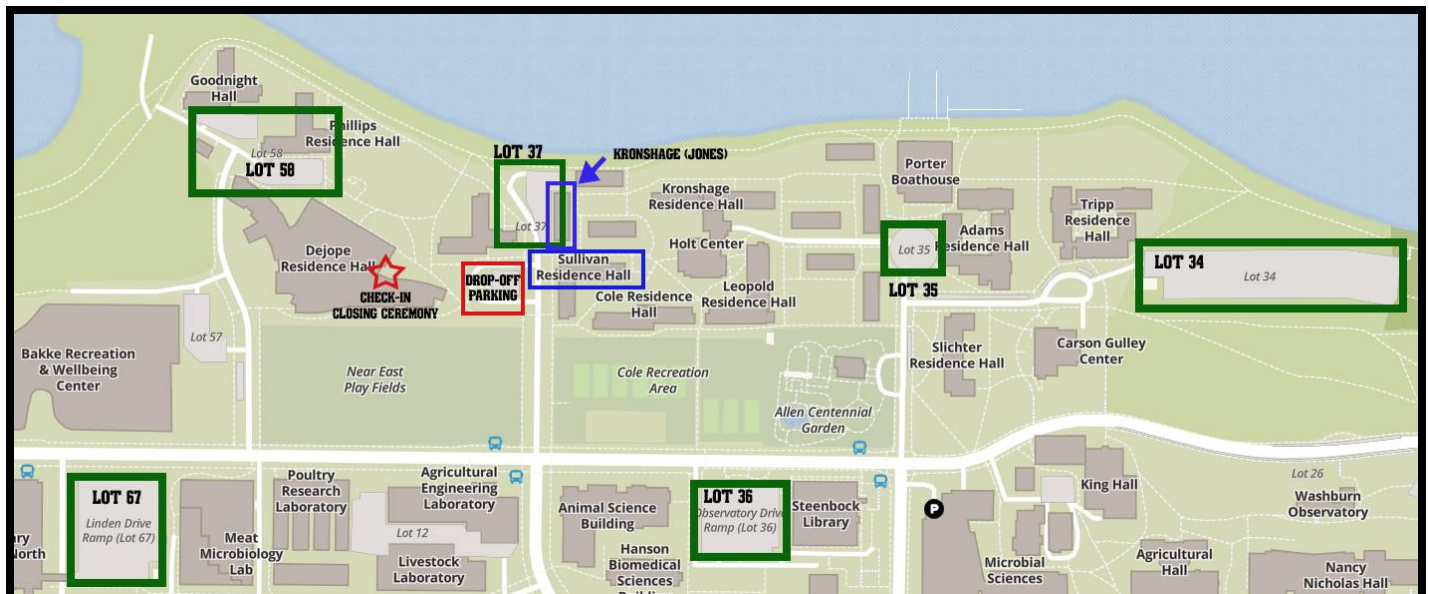 Goodnight
Hall
Phillips
Residence Hall
Lot 58
LOT 58
LOT 37
KRONSHAGE (JONES)
Lot 37
Kronshage
Residence Hall
Porter
Boathouse
Tripp
Residence
Hall
Adams
Residence Hall
Lot 35
LOT 35
LOT 34
Lot 34
Dejope
Residence Hall
CHECK-IN
CLOSING CEREMONY
DROP-OFF
PARKING
Sullivan
Residence Hall
Holt Center
Cole Residence
Hall
Leopold
Residence Hall
Lot 57
Bakke Recreation
& Wellbeing
Center
Near East
Play Fields
Cole Recreation
Area
Allen Centennial
Garden
Slichter
Residence Hall
Carson Gulley
Center
LOT 67
Linden Drive
Ramp (Lot 67)
Meat
Microbiology
Lab
Poultry
Research
Laboratory
Agricultural
Engineering
Laboratory
Lot 12
Livestock
Laboratory
Animal Science
Building
Hanson
Biomedical
Sciences
LOT 36
Observatory Drive
Ramp (Lot 36)
Steenbock
Library
P
King Hall
Lot 26
Washburn
Observatory
Microbial
Sciences
Agricultural
Hall
Nancy
Nicholas Hall
North